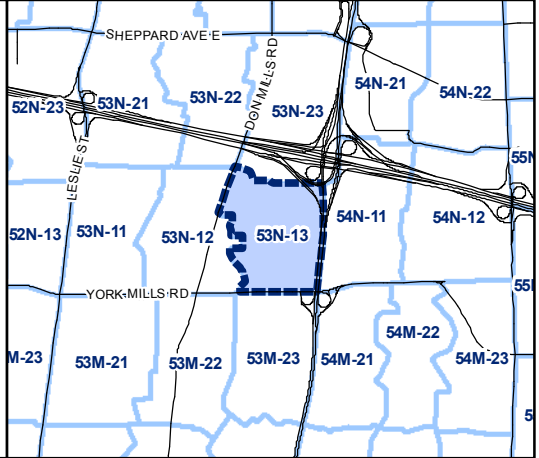 SHEPPARD AVE E
DON MILLS RD
54N-21
54N-22
53N-22
52N-23
53N-21
53N-23
LESLIE ST
55N
54N-11
54N-12
52N-13
53N-11
53N-12
53N-13
YORK MILLS RD
55
54M-22
M-23
53M-21
53M-22
53M-23
54M-21
54M-23
5